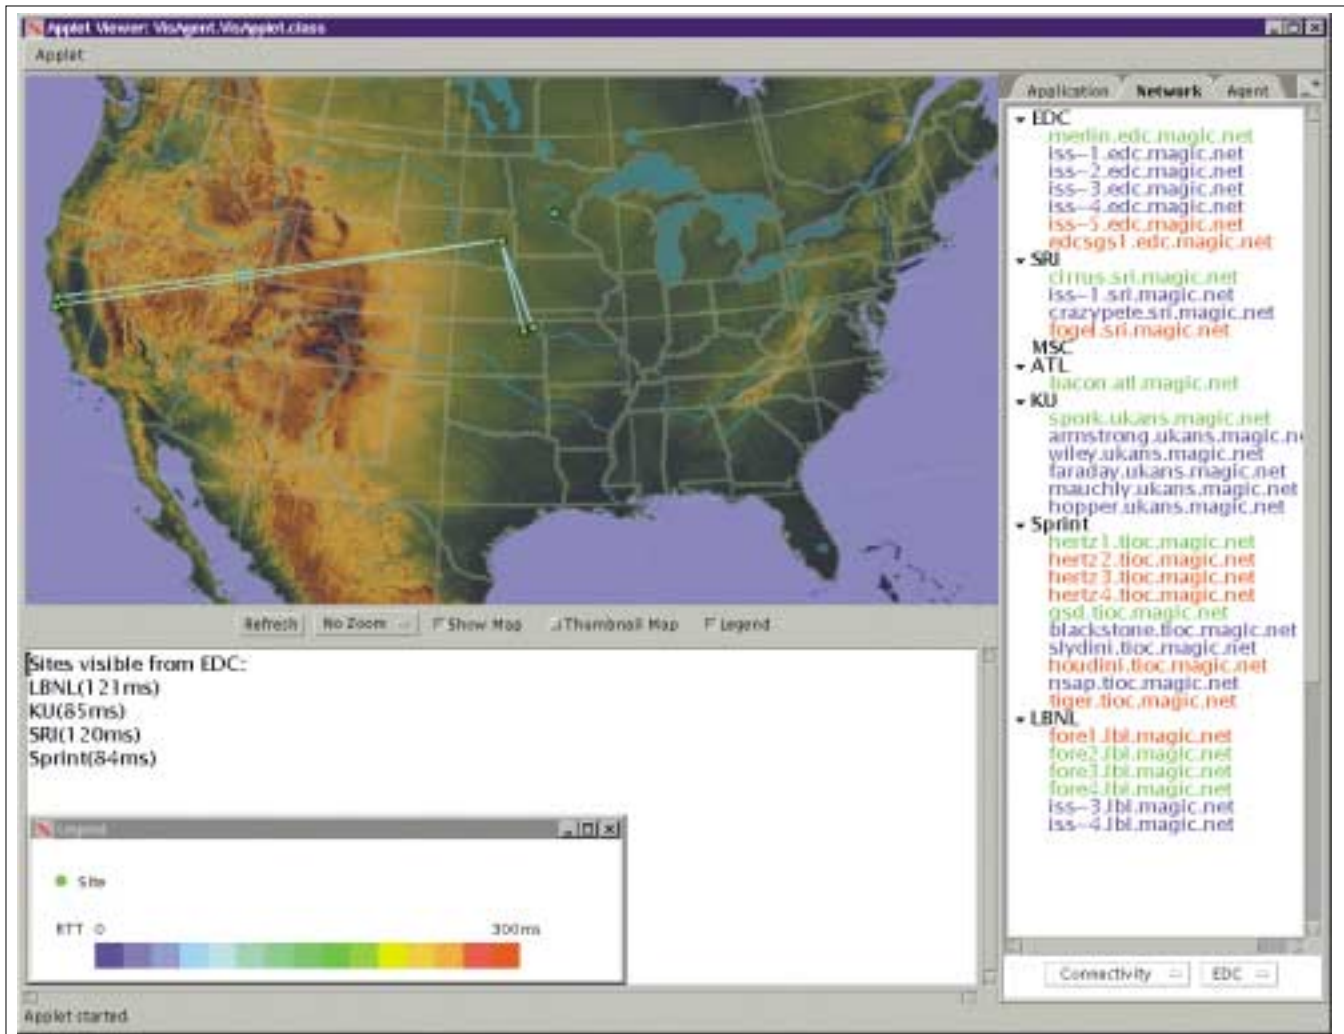 Applet Viewer: VisAgent.VisApplet.class
Applet
Application Network Agent
EDC
merlin.edc.magic.net
iss-1.edc.magic.net
iss-2.edc.magic.net
iss-3.edc.magic.net
iss-4.edc.magic.net
iss-5.edc.magic.net
edcsgs1.edc.magic.net
SRI
cirrus.sri.magic.net
iss-1.sri.magic.net
crazypete.sri.magic.net
fogel.sri.magic.net
MSC
ATL
bacon.atl.magic.net
KU
spork.ukans.magic.net
armstrong.ukans.magic.n
wiley.ukans.magic.net
faraday.ukans.magic.net
mauchly.ukans.magic.net
hopper.ukans.magic.net
Sprint
hertz1.tioc.magic.net
hertz2.tioc.magic.net
hertz3.tioc.magic.net
hertz4.tioc.magic.net
gsd.tioc.magic.net
blackstone.tioc.magic.net
slydini.tioc.magic.net
houdini.tioc.magic.net
nsap.tioc.magic.net
tiger.tioc.magic.net
LBNL
fore1.lbl.magic.net
fore2.lbl.magic.net
fore3.lbl.magic.net
fore4.lbl.magic.net
iss-3.lbl.magic.net
iss-4.lbl.magic.net
Connectivity EDC
Refresh No Zoom Show Map Thumbnail Map Legend
Sites visible from EDC:
LBNL(121ms)
KU(85ms)
SRI(120ms)
Sprint(84ms)
Legend
Site
RTT 0 300ms
Applet started.